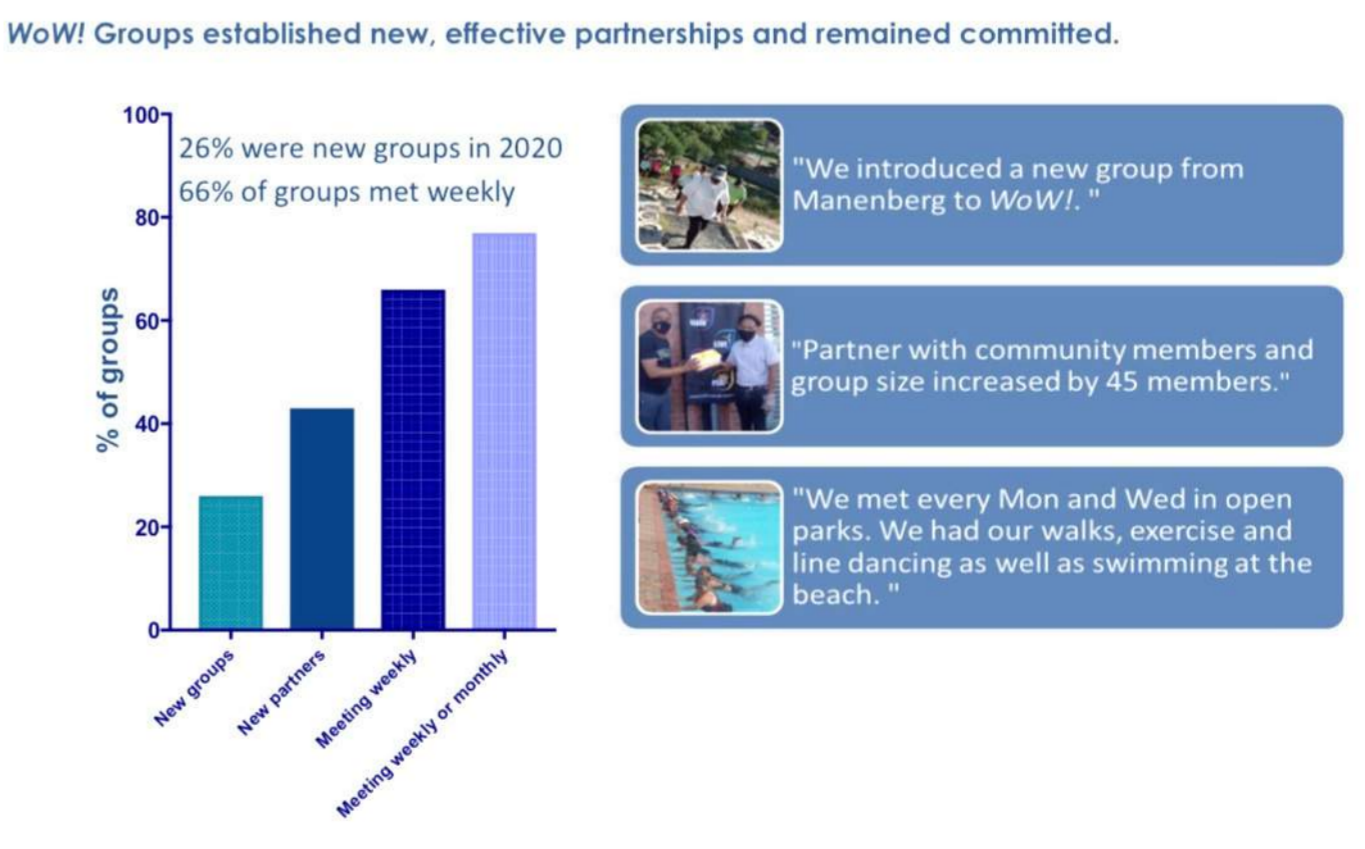 WoW! Groups established new, effective partnerships and remained committed.
26% were new groups in 2020
66% of groups met weekly
% of groups
100
80
60
40
20
0
New groups
New partners
Meeting weekly
Meeting weekly or monthly
"We introduced a new group from
Manenberg to WoW!. "
"Partner with community members and
group size increased by 45 members."
"We met every Mon and Wed in open
parks. We had our walks, exercise and
line dancing as well as swimming at the
beach. "